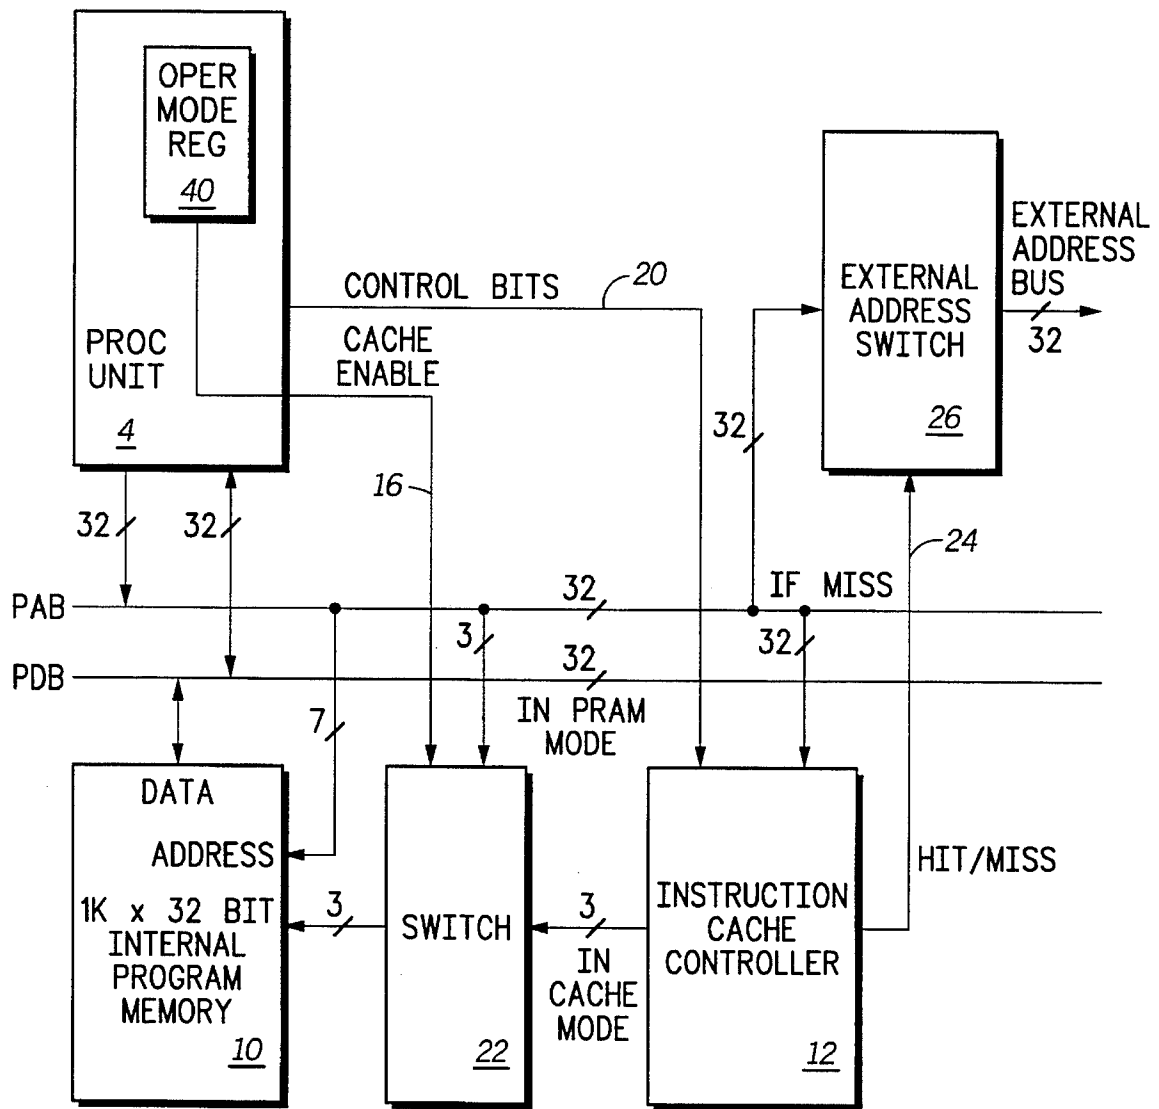 OPER
MODE
REG
40
PROC
UNIT
4
CONTROL BITS
20
CACHE
ENABLE
16
EXTERNAL
ADDRESS
SWITCH
26
EXTERNAL
ADDRESS
BUS
32
32
32
32
24
PAB
32
IF MISS
3
32
PDB
32
7
IN PRAM
MODE
DATA
ADDRESS
1K x 32 BIT
INTERNAL
PROGRAM
MEMORY
10
3
SWITCH
22
3
IN
CACHE
MODE
INSTRUCTION
CACHE
CONTROLLER
12
HIT/MISS